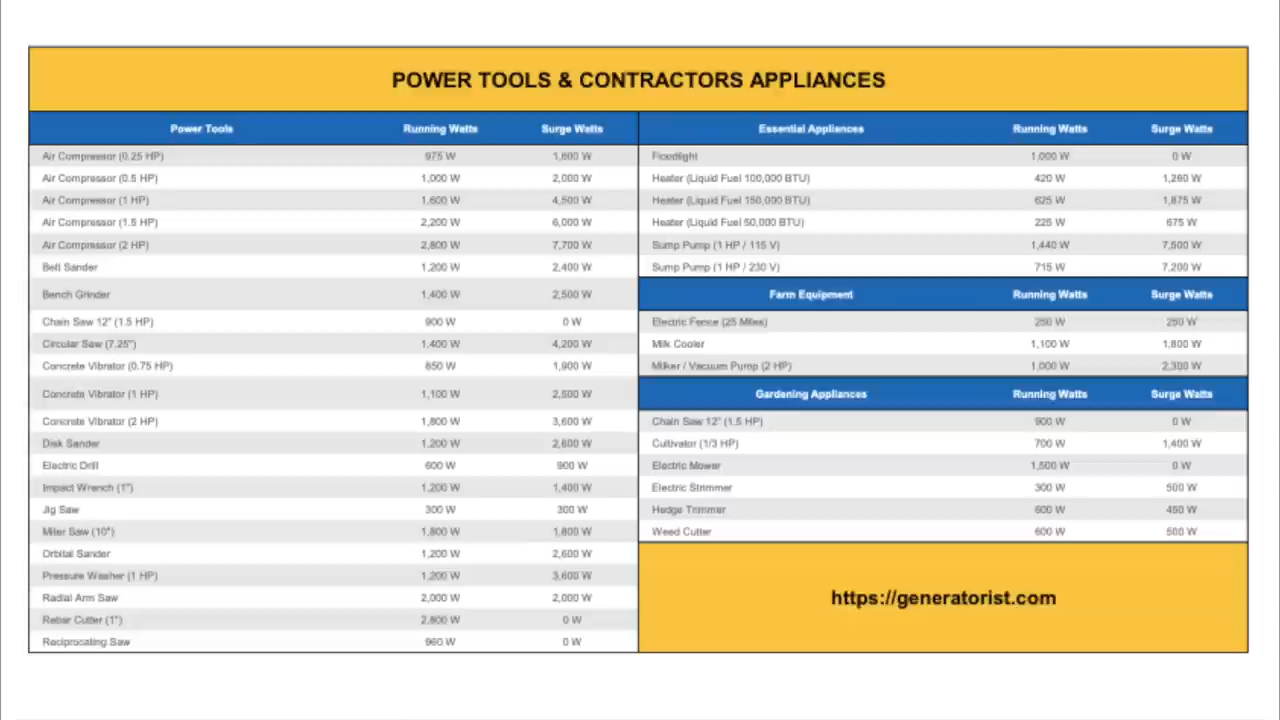 POWER TOOLS & CONTRACTORS APPLIANCES
Power Tools Running Watts Surge Watts
Air Compressor (0.25 HP) 975 W 1,600 W
Air Compressor (0.5 HP) 1,000 W 2,000 W
Air Compressor (1 HP) 1,600 W 4,500 W
Air Compressor (1.5 HP) 2,200 W 6,000 W
Air Compressor (2 HP) 2,800 W 7,700 W
Belt Sander 1,200 W 2,400 W
Bench Grinder 1,400 W 2,500 W
Chain Saw 12" (1.5 HP) 900 W 0 W
Circular Saw (7.25") 1,400 W 4,200 W
Concrete Vibrator (0.75 HP) 850 W 1,900 W
Concrete Vibrator (1 HP) 1,100 W 2,500 W
Concrete Vibrator (2 HP) 1,800 W 3,600 W
Disk Sander 1,200 W 2,600 W
Electric Drill 600 W 900 W
Impact Wrench (1") 1,200 W 1,400 W
Jig Saw 300 W 300 W
Miter Saw (10") 1,800 W 1,800 W
Orbital Sander 1,200 W 2,600 W
Pressure Washer (1 HP) 1,200 W 3,600 W
Radial Arm Saw 2,000 W 2,000 W
Rebar Cutter (1") 2,800 W 0 W
Reciprocating Saw 960 W 0 W
Essential Appliances Running Watts Surge Watts
Floodlight 1,000 W 0 W
Heater (Liquid Fuel 100,000 BTU) 420 W 1,260 W
Heater (Liquid Fuel 150,000 BTU) 625 W 1,875 W
Heater (Liquid Fuel 50,000 BTU) 225 W 675 W
Sump Pump (1 HP / 115 V) 1,440 W 7,500 W
Sump Pump (1 HP / 230 V) 715 W 7,200 W
Farm Equipment Running Watts Surge Watts
Electric Fence (25 Miles) 250 W 250 W
Milk Cooler 1,100 W 1,800 W
Milker / Vacuum Pump (2 HP) 1,000 W 2,300 W
Gardening Appliances Running Watts Surge Watts
Chain Saw 12" (1.5 HP) 900 W 0 W
Cultivator (1/3 HP) 700 W 1,400 W
Electric Mower 1,500 W 0 W
Electric Strimmer 300 W 500 W
Hedge Trimmer 600 W 450 W
Weed Cutter 600 W 500 W
https://generatorist.com